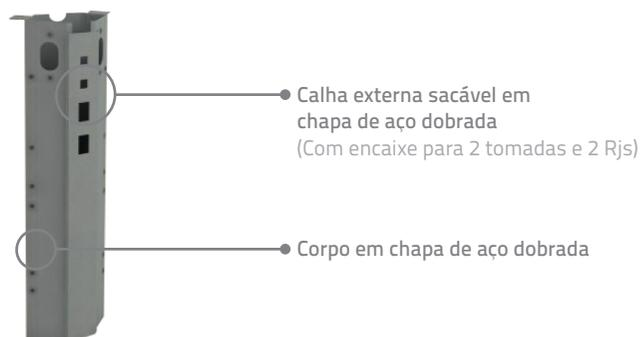 Calha externa sacável em
chapa de aço dobrada
(Com encaixe para 2 tomadas e 2 Rjs)
Corpo em chapa de aço dobrada